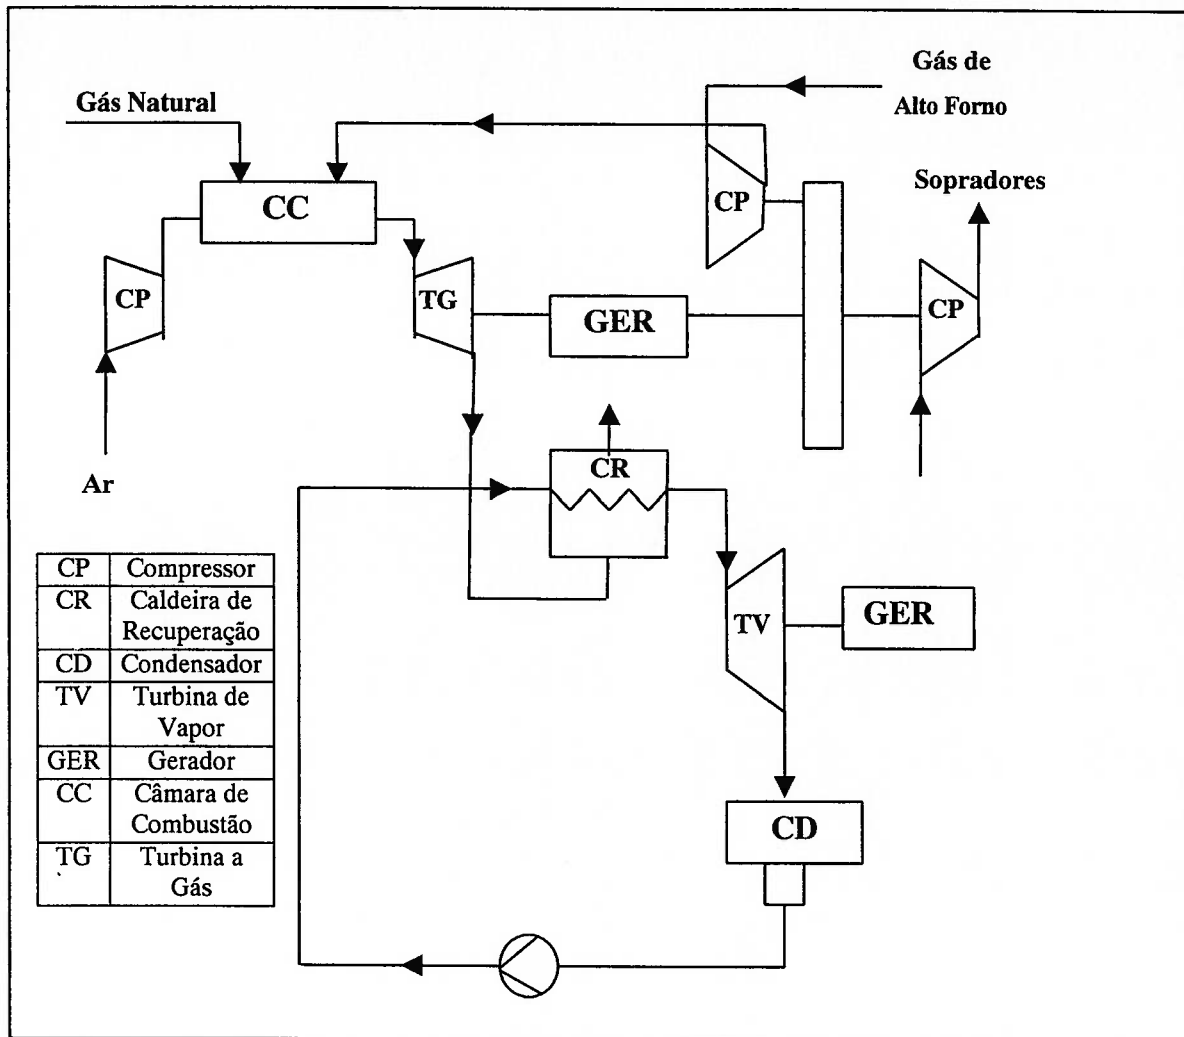 Gás de
Alto Forno
Gás Natural
Sopradores
CC
CP
CP
TG
CP
GER
CR
Ar
CP Compressor
CR Caldeira de
Recuperação
CD Condensador
TV Turbina de
Vapor
GER Gerador
CC Câmara de
Combustão
TG Turbina a
Gás
TV
GER
CD